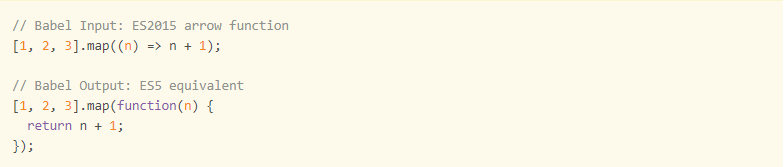 // Babel Input: ES2015 arrow function
[1, 2, 3].map((n) => n + 1);

// Babel Output: ES5 equivalent
[1, 2, 3].map(function(n) {
  return n + 1;
});